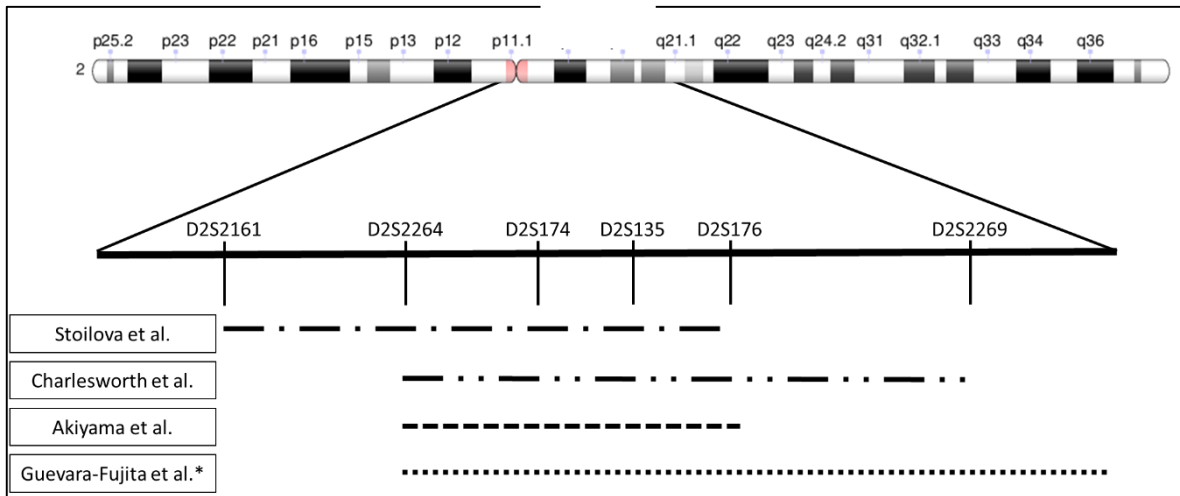 p25.2 p23 p22 p21 p16 p15 p13 p12 p11.1 q21.1 q22 q23 q24.2 q31 q32.1 q33 q34 q36
2
D2S2161 D2S2264 D2S174 D2S135 D2S176 D2S2269
Stoilova et al.
Charlesworth et al.
Akiyama et al.
Guevara-Fujita et al.*